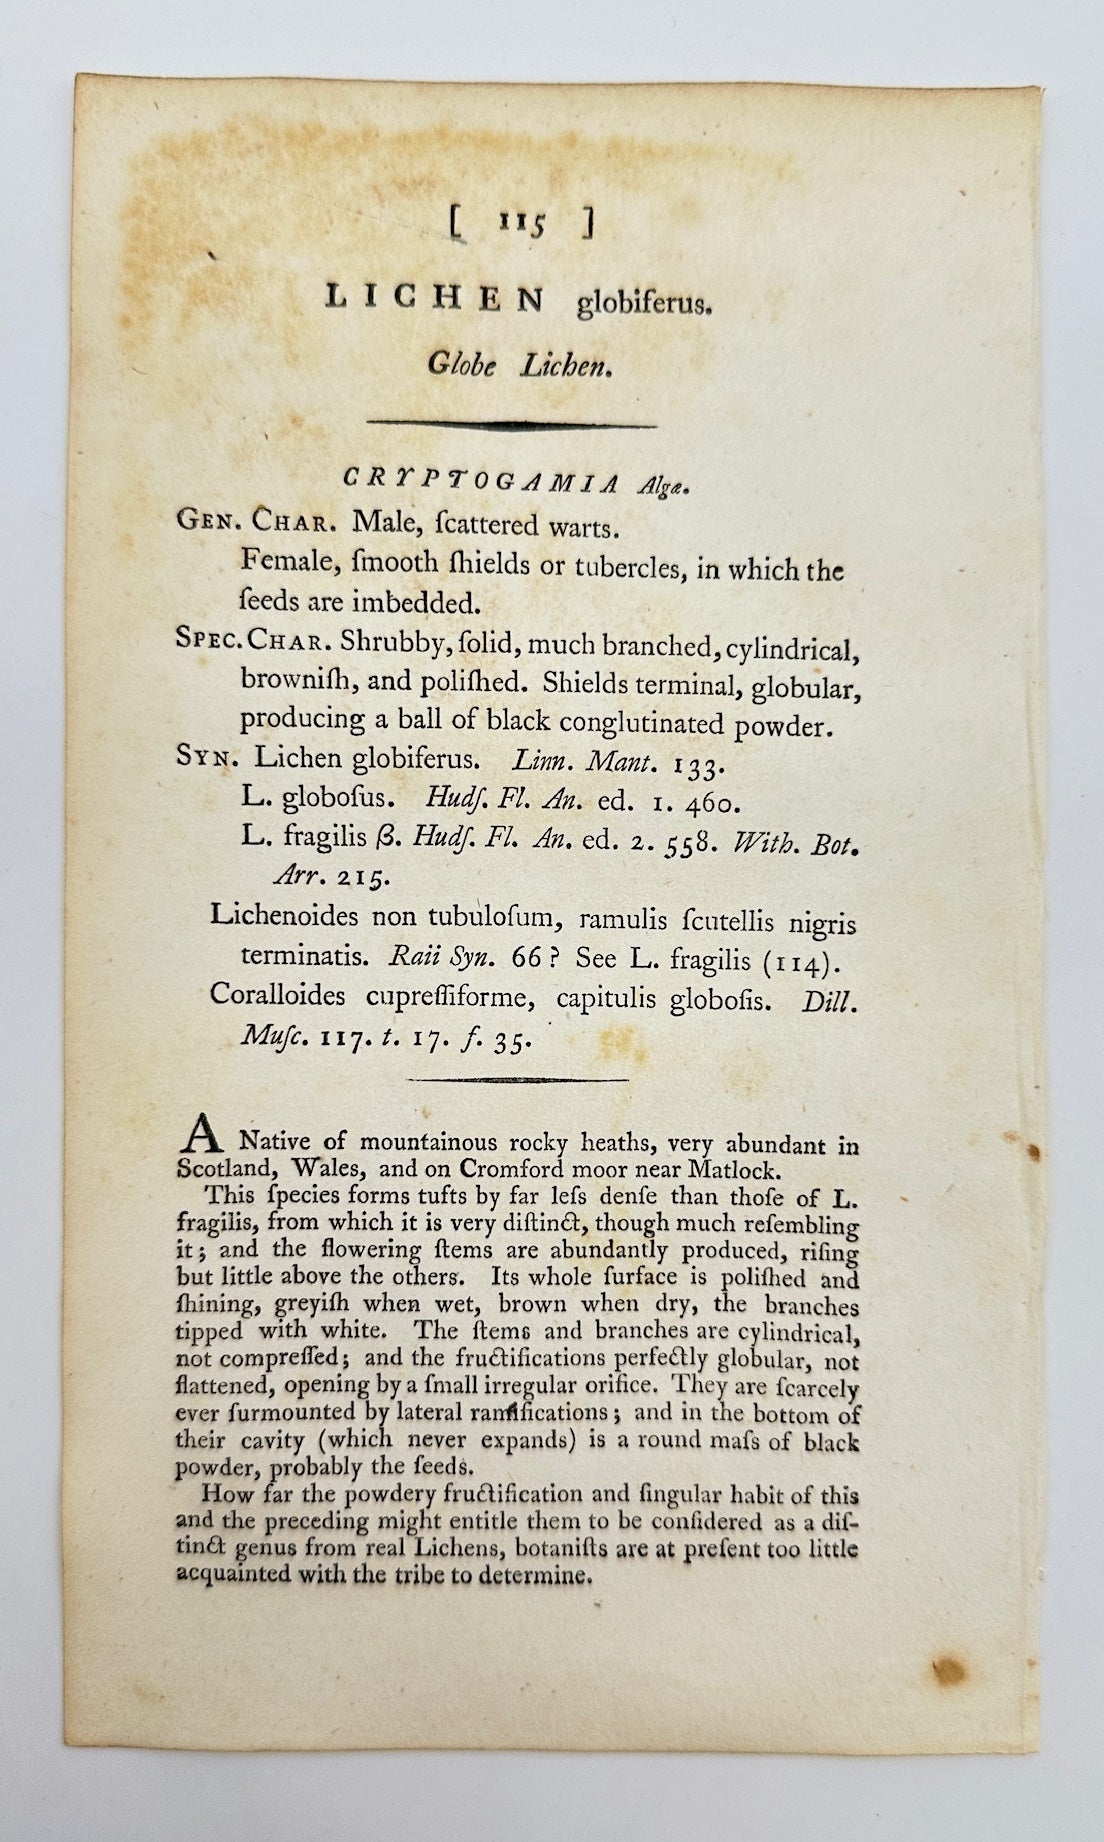 [ 115 ]
LICHEN globiferus.
Globe Lichen.
CRYPTOGAMIA Algæ.
GEN. CHAR. Male, ſcattered warts.
Female, ſmooth ſhields or tubercles, in which the
ſeeds are imbedded.
SPEC. CHAR. Shrubby, ſolid, much branched, cylindrical,
browniſh, and poliſhed. Shields terminal, globular,
producing a ball of black conglutinated powder.
SYN. Lichen globiferus. Linn. Mant. 133.
L. globoſus. Hudſ. Fl. An. ed. 1. 460.
L. fragilis β. Hudſ. Fl. An. ed. 2. 558. With. Bot.
Arr. 215.
Lichenoides non tubuloſum, ramulis ſcutellis nigris
terminatis. Raii Syn. 66? See L. fragilis (114).
Coralloides cupreſſiforme, capitulis globoſis. Dill.
Muſc. 117. t. 17. f. 35.
A Native of mountainous rocky heaths, very abundant in
Scotland, Wales, and on Cromford moor near Matlock.
This ſpecies forms tufts by far leſs denſe than thoſe of L.
fragilis, from which it is very diſtinct, though much reſembling
it; and the flowering ſtems are abundantly produced, riſing
but little above the others. Its whole ſurface is poliſhed and
ſhining, greyiſh when wet, brown when dry, the branches
tipped with white. The ſtems and branches are cylindrical,
not compreſſed; and the fructifications perfectly globular, not
flattened, opening by a ſmall irregular orifice. They are ſcarcely
ever ſurmounted by lateral ramifications; and in the bottom of
their cavity (which never expands) is a round maſs of black
powder, probably the ſeeds.
How far the powdery fructification and ſingular habit of this
and the preceding might entitle them to be conſidered as a diſ-
tinct genus from real Lichens, botaniſts are at preſent too little
acquainted with the tribe to determine.